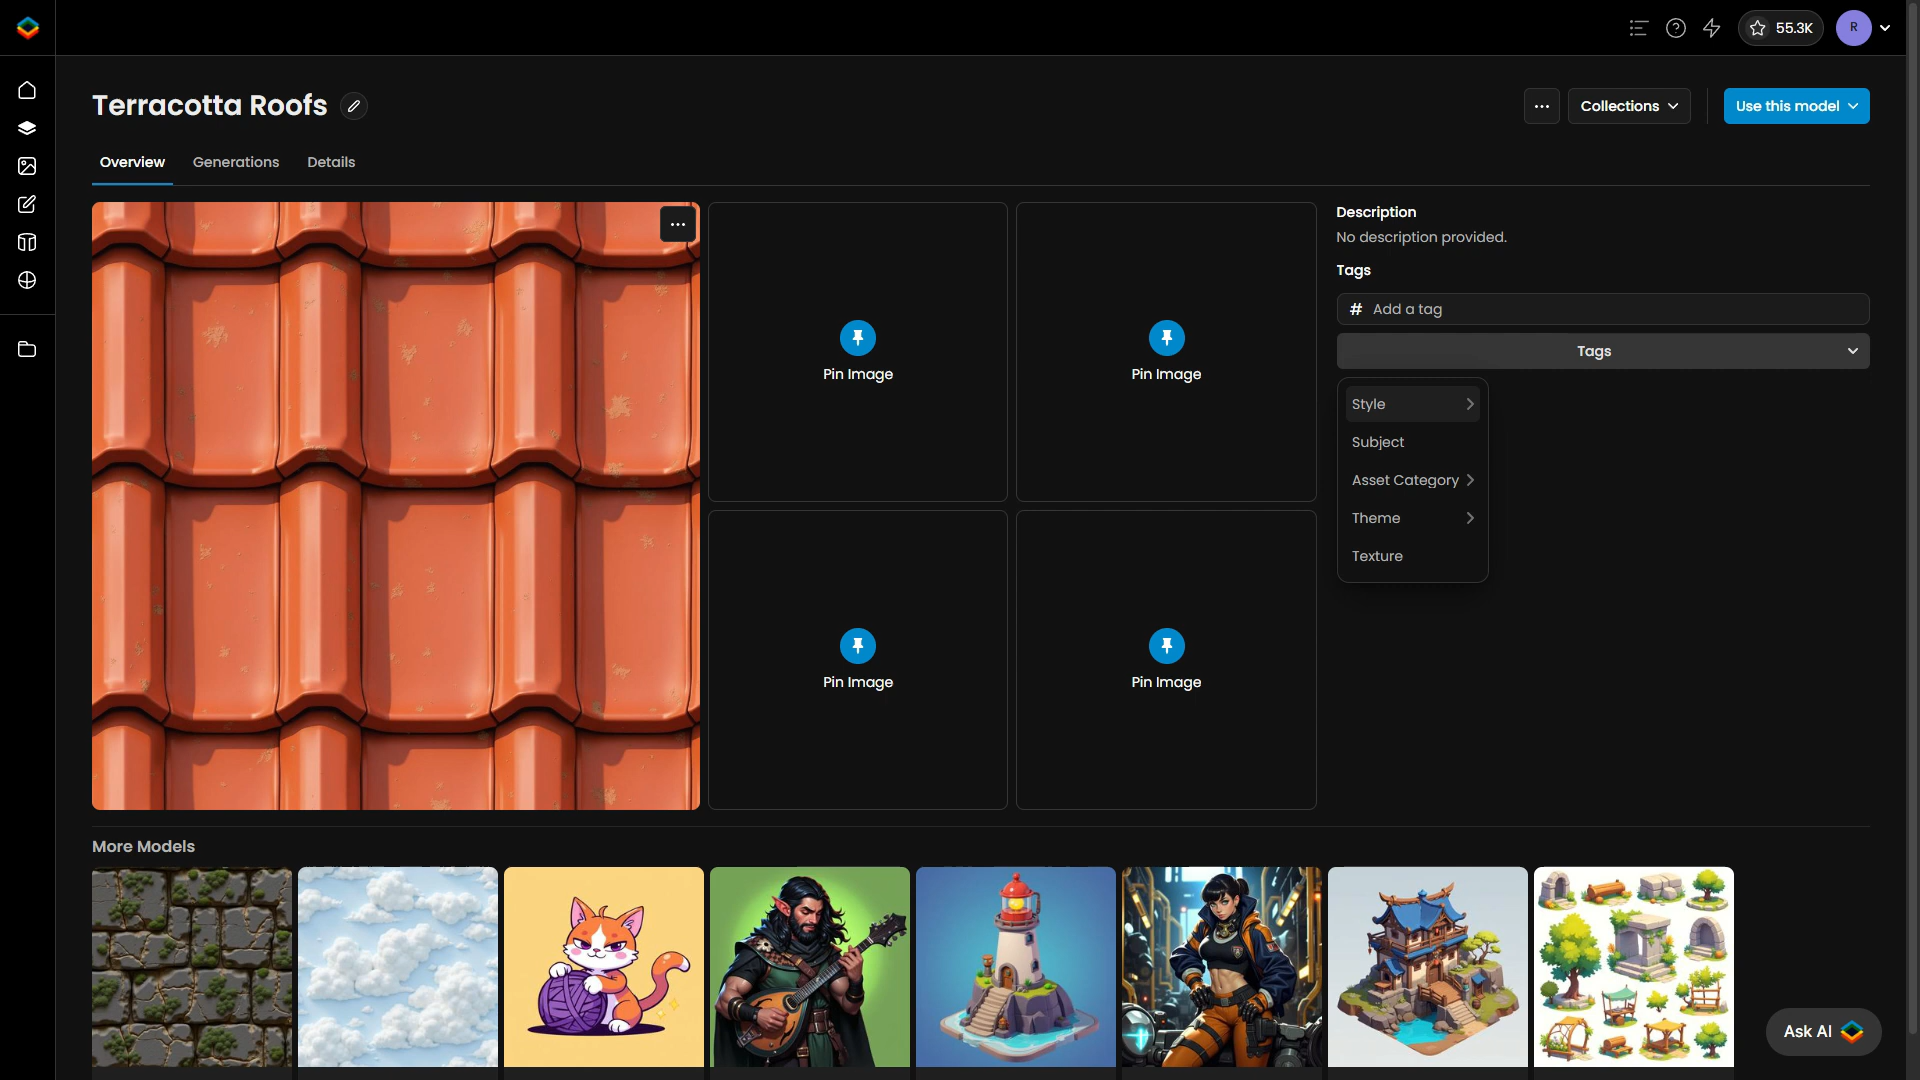 55.3K
R
Terracotta Roofs
Collections
Use this model
Overview
Generations
Details
Description
No description provided.
Tags
# Add a tag
Tags
Style
Subject
Asset Category
Theme
Texture
Pin Image
Pin Image
Pin Image
Pin Image
More Models
Ask AI